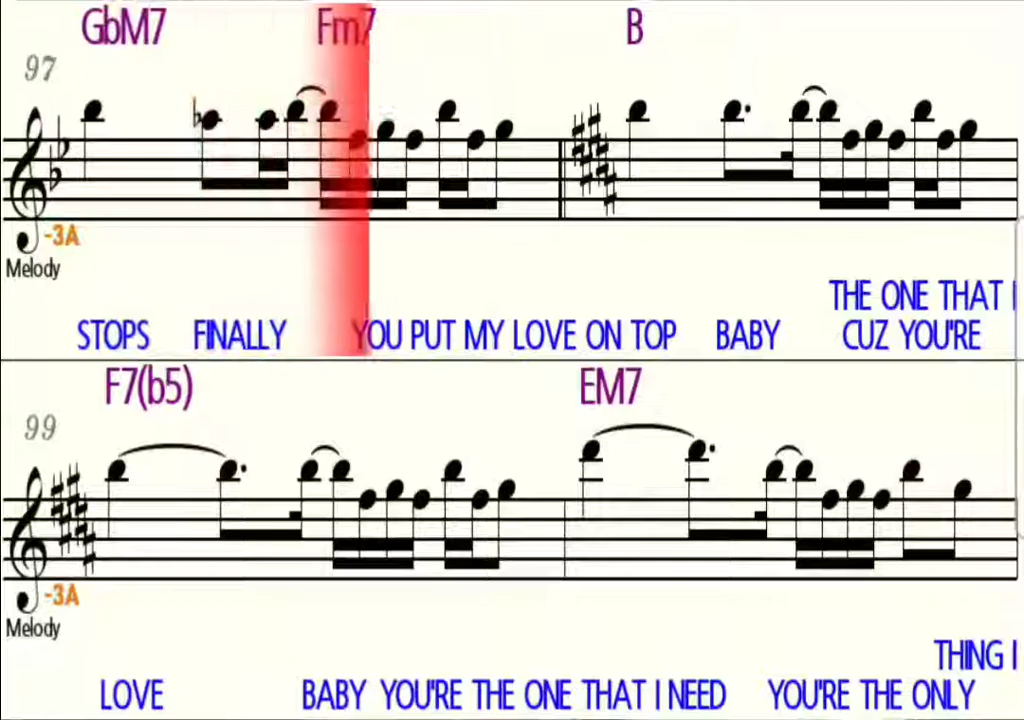 GbM7 Fm7 B
97
-3A
Melody
THE ONE THAT I
STOPS FINALLY YOU PUT MY LOVE ON TOP BABY CUZ YOU'RE
F7(b5) EM7
99
-3A
Melody
THING I
LOVE BABY YOU'RE THE ONE THAT I NEED YOU'RE THE ONLY